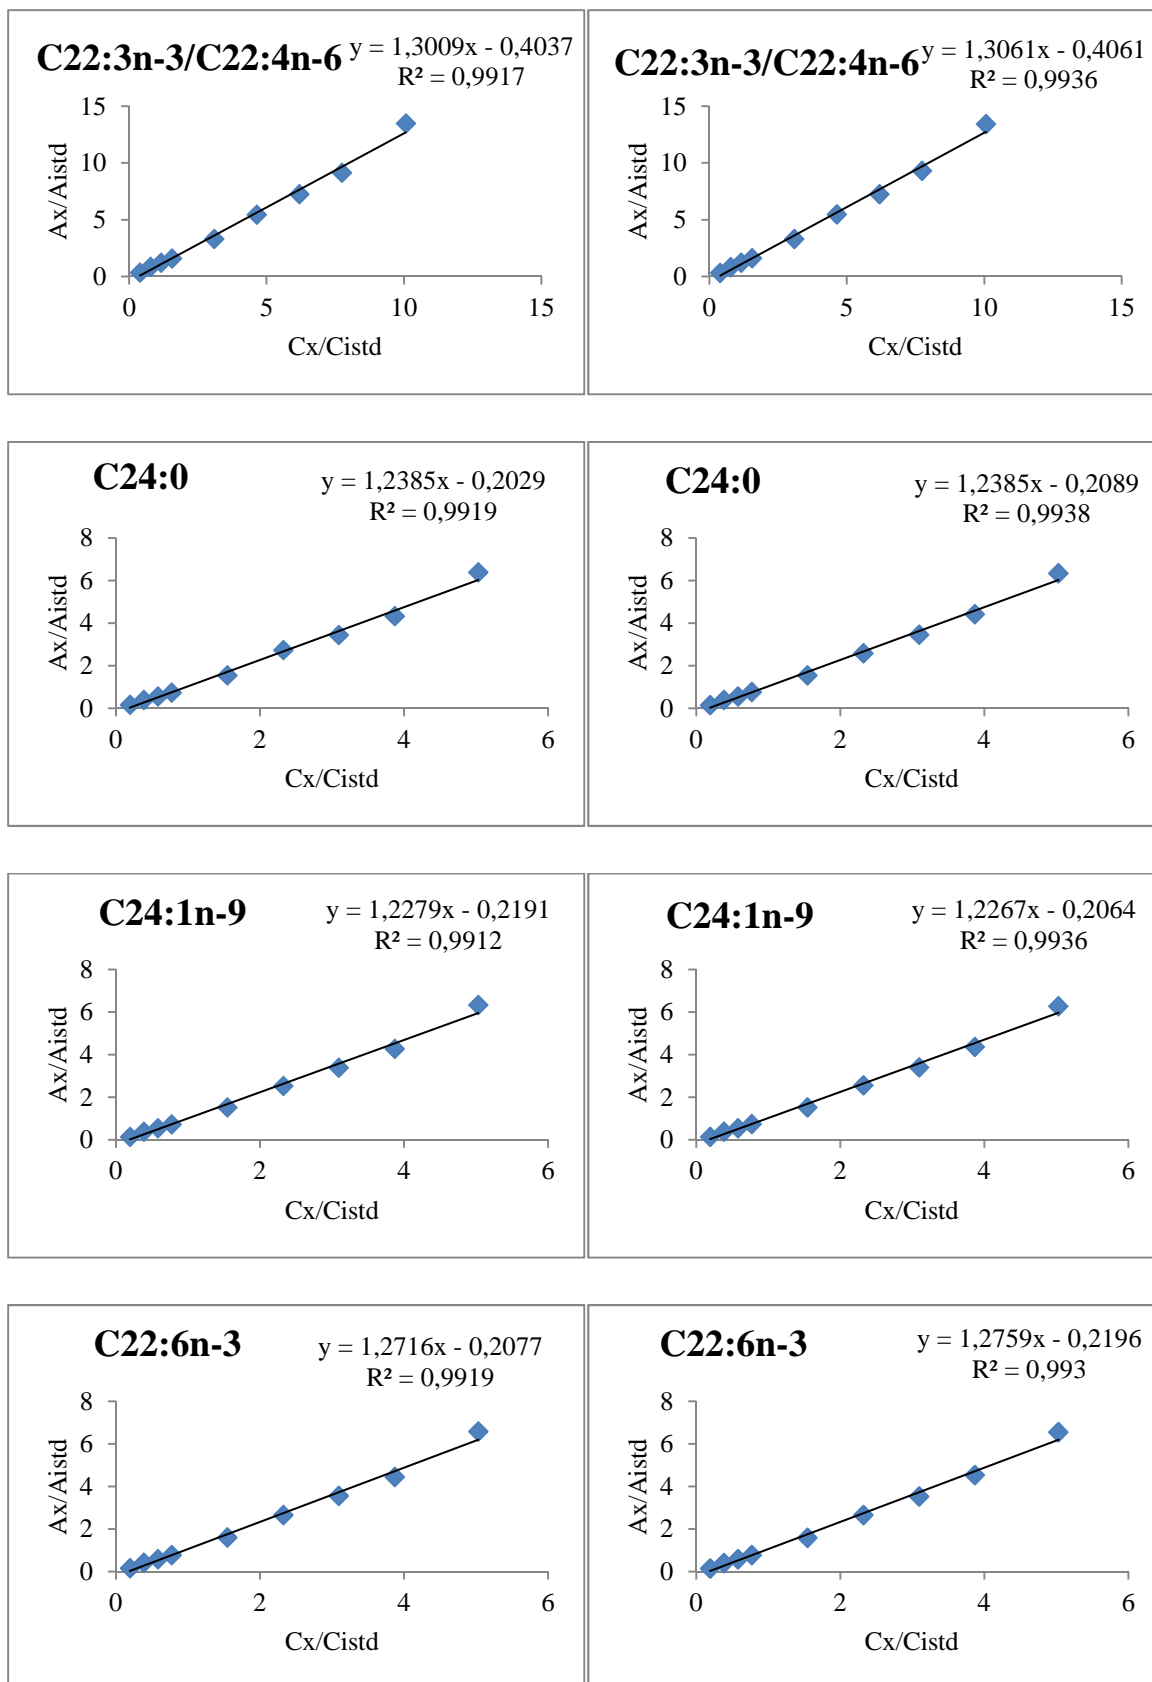 C22:3n-3/C22:4n-6
y = 1,3009x - 0,4037
R² = 0,9917
15
10
5
0
0 5 10 15
Ax/Aistd
Cx/Cistd
C22:3n-3/C22:4n-6
y = 1,3061x - 0,4061
R² = 0,9936
15
10
5
0
0 5 10 15
Ax/Aistd
Cx/Cistd
C24:0
y = 1,2385x - 0,2029
R² = 0,9919
8
6
4
2
0
0 2 4 6
Ax/Aistd
Cx/Cistd
C24:0
y = 1,2385x - 0,2089
R² = 0,9938
8
6
4
2
0
0 2 4 6
Ax/Aistd
Cx/Cistd
C24:1n-9
y = 1,2279x - 0,2191
R² = 0,9912
8
6
4
2
0
0 2 4 6
Ax/Aistd
Cx/Cistd
C24:1n-9
y = 1,2267x - 0,2064
R² = 0,9936
8
6
4
2
0
0 2 4 6
Ax/Aistd
Cx/Cistd
C22:6n-3
y = 1,2716x - 0,2077
R² = 0,9919
8
6
4
2
0
0 2 4 6
Ax/Aistd
Cx/Cistd
C22:6n-3
y = 1,2759x - 0,2196
R² = 0,993
8
6
4
2
0
0 2 4 6
Ax/Aistd
Cx/Cistd